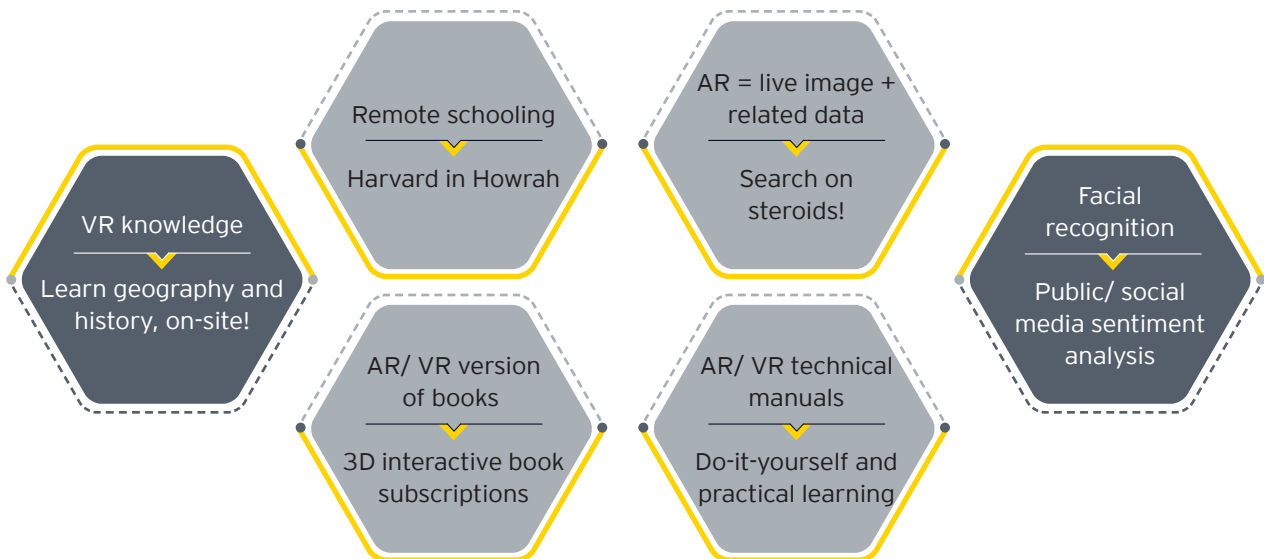 VR knowledge
Learn geography and
history, on-site!
Remote schooling
Harvard in Howrah
AR/ VR version
of books
3D interactive book
subscriptions
AR = live image +
related data
Search on
steroids!
AR/ VR technical
manuals
Do-it-yourself and
practical learning
Facial
recognition
Public/ social
media sentiment
analysis